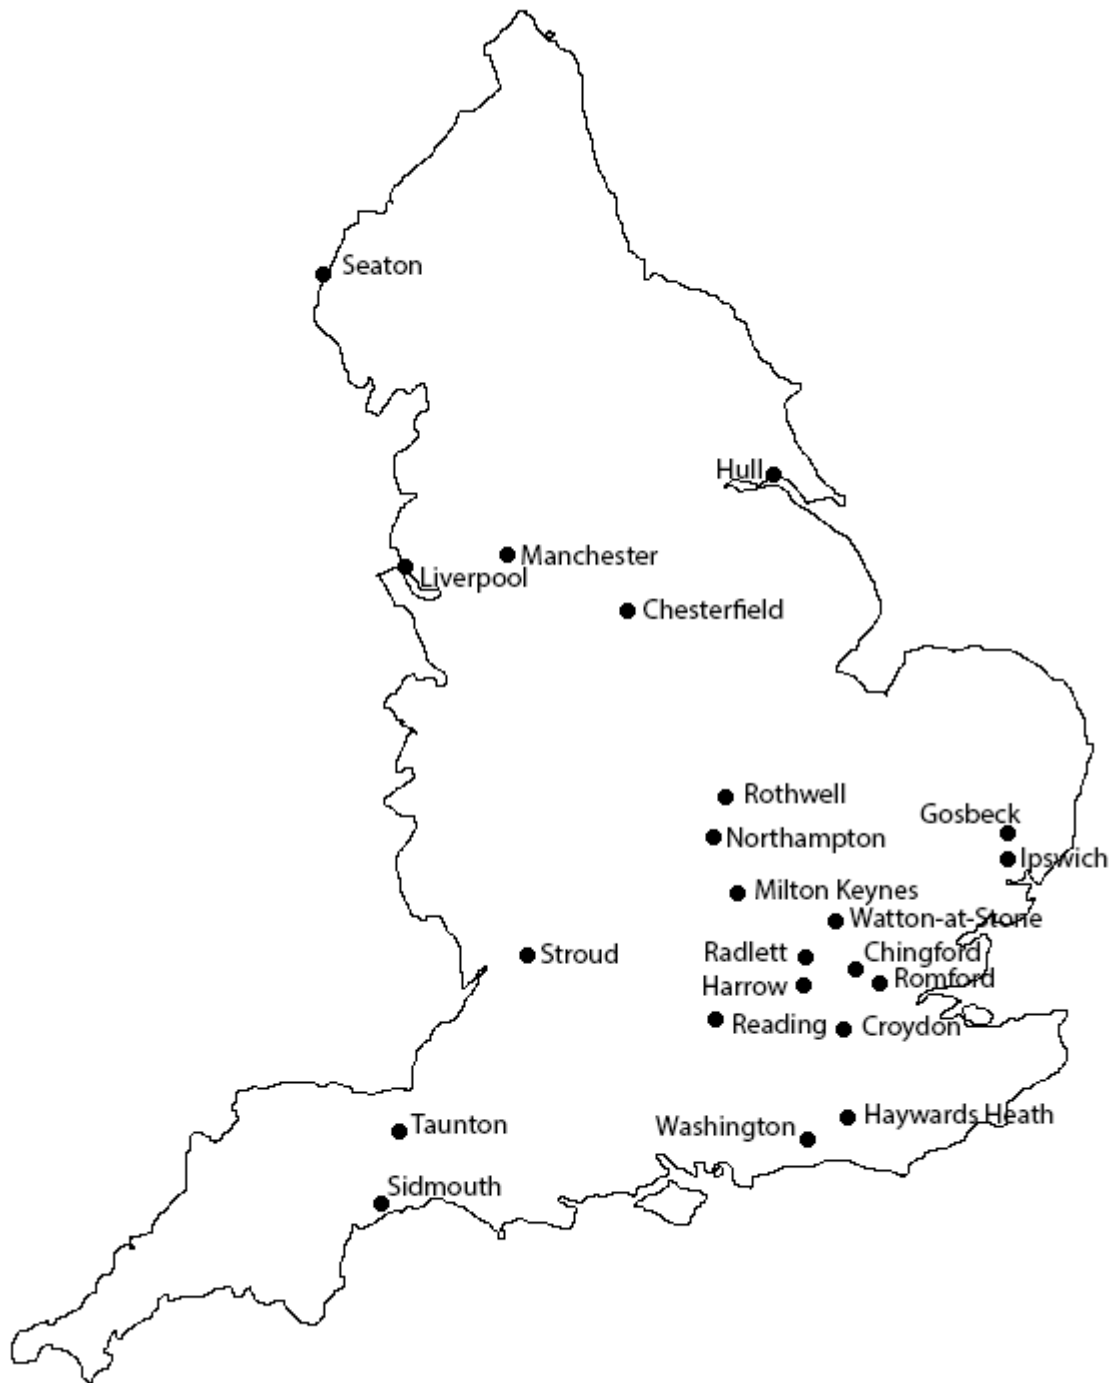 Seaton
Hull
Manchester
Liverpool
Chesterfield
Rothwell
Gosbeck
Northampton
Ipswich
Milton Keynes
Watton-at-Stone
Radlett
Chingford
Stroud
Harrow
Romford
Reading
Croydon
Haywards Heath
Taunton
Washington
Sidmouth